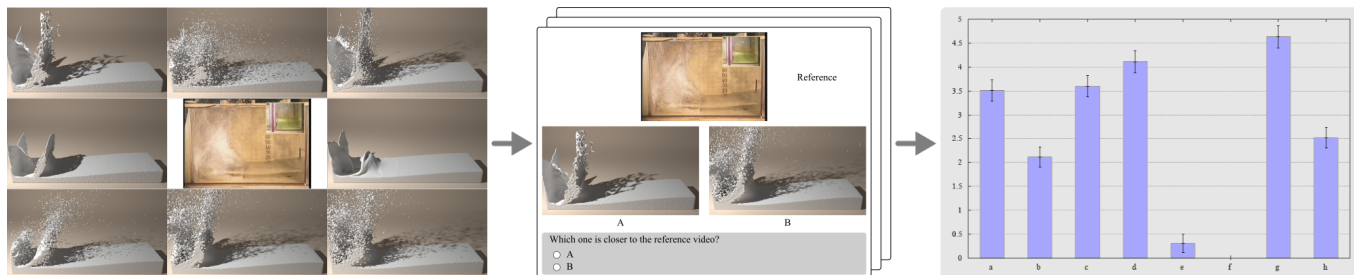 Reference
A
B
Which one is closer to the reference video?
A
B
5
4.5
4
3.5
3
2.5
2
1.5
1
0.5
0
a
b
c
d
e
f
g
h